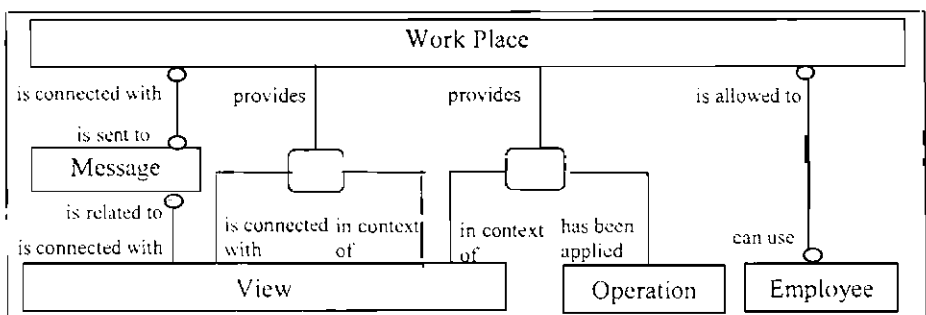 Work Place
is connected with
provides
provides
is allowed to
is sent to
Message
is related to
is connected with
is connected with
in context of
in context of
has been applied
can use
View
Operation
Employee